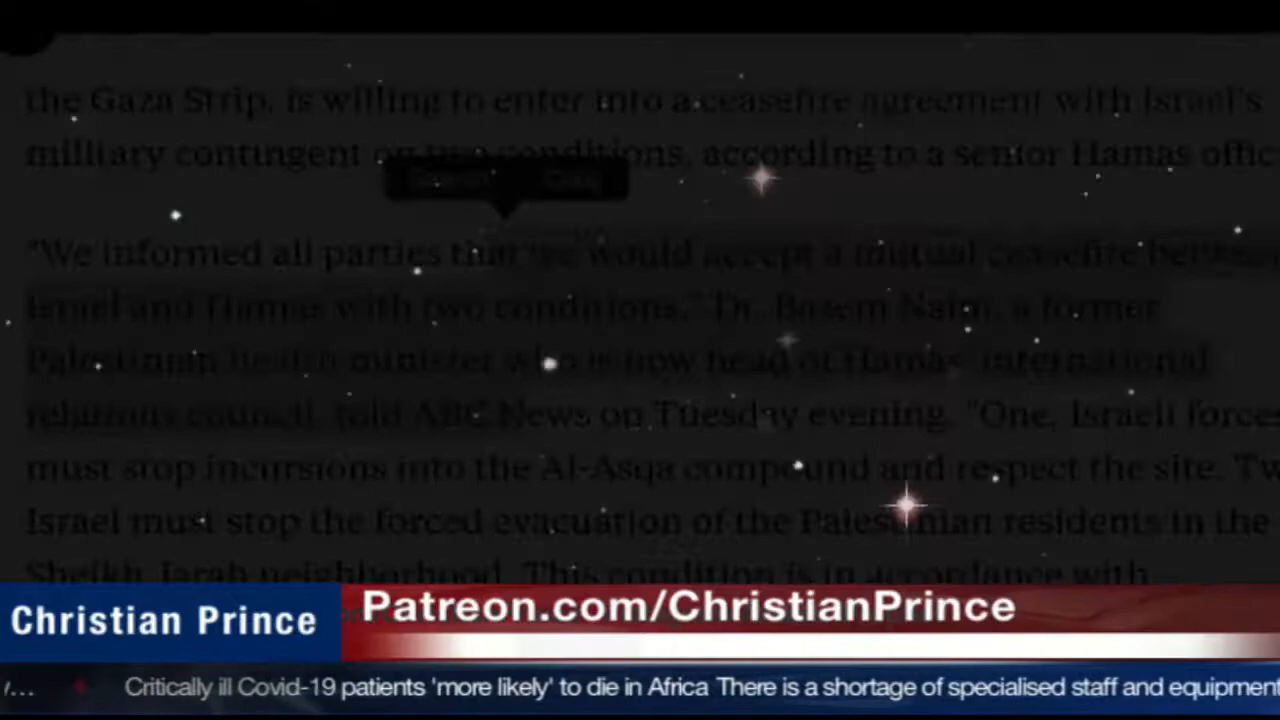 the Gaza Strip, is willing to enter into a ceasefire agreement with Israel's
military contingent on two conditions, according to a senior Hamas offic
"We informed all parties that we would accept a mutual ceasefire between
Israel and Hamas with two conditions," Dr. Basem Naim, a former
Palestinian health minister who is now head of Hamas' international
relations council, told ABC News on Tuesday evening. "One, Israeli forces
must stop incursions into the Al-Asqa compound and respect the site. Tw
Israel must stop the forced evacuation of the Palestinian residents in the
Sheikh Jarah neighborhood. This condition is in accordance with
Christian Prince
Patreon.com/ChristianPrince
Critically ill Covid-19 patients 'more likely' to die in Africa There is a shortage of specialised staff and equipment